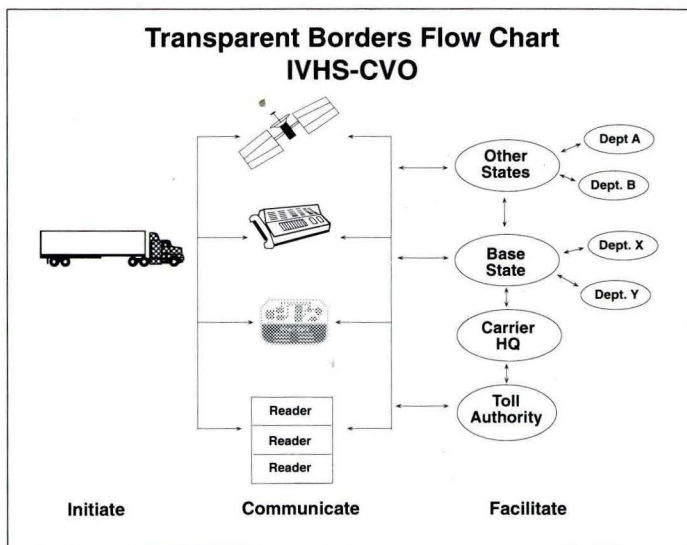 Transparent Borders Flow Chart
IVHS-CVO
Other
States
Dept A
Dept. B
Base
State
Dept. X
Dept. Y
Carrier
HQ
Toll
Authority
Reader
Reader
Reader
Initiate
Communicate
Facilitate